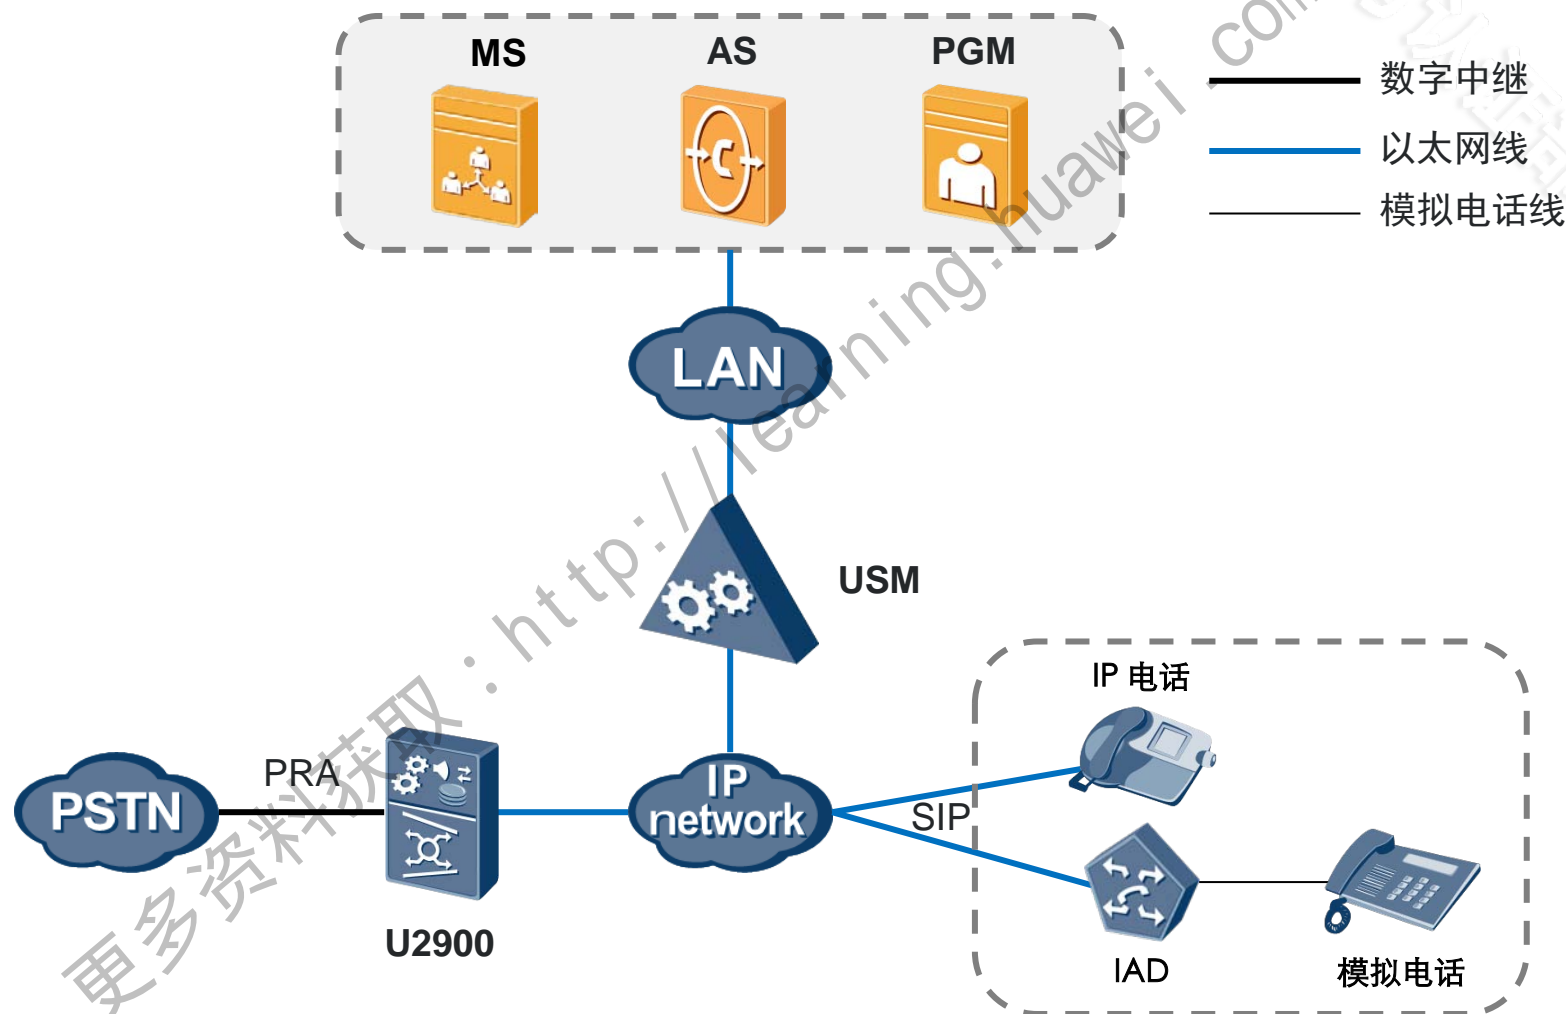 MS
AS
PGM
数字中继
以太网线
模拟电话线
LAN
USM
IP 电话
PSTN
PRA
IP
network
SIP
U2900
IAD
模拟电话
更多资料获取：http://learning.huawei.com